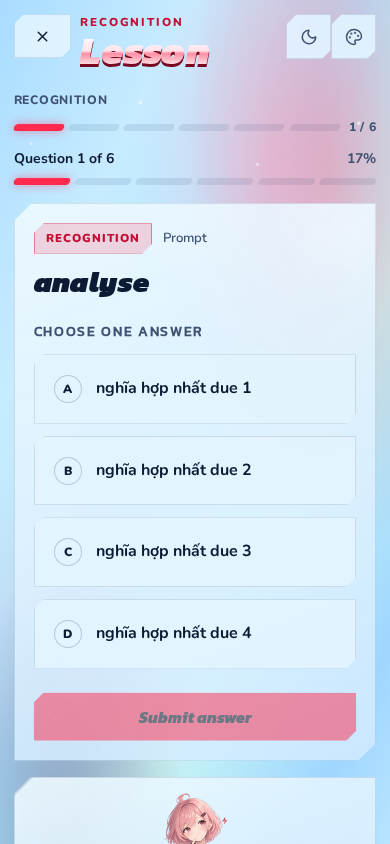 RECOGNITION
Lesson
RECOGNITION
1 / 6
Question 1 of 6
17%
RECOGNITION
Prompt
analyse
CHOOSE ONE ANSWER
A
nghĩa hợp nhất due 1
B
nghĩa hợp nhất due 2
C
nghĩa hợp nhất due 3
D
nghĩa hợp nhất due 4
Submit answer